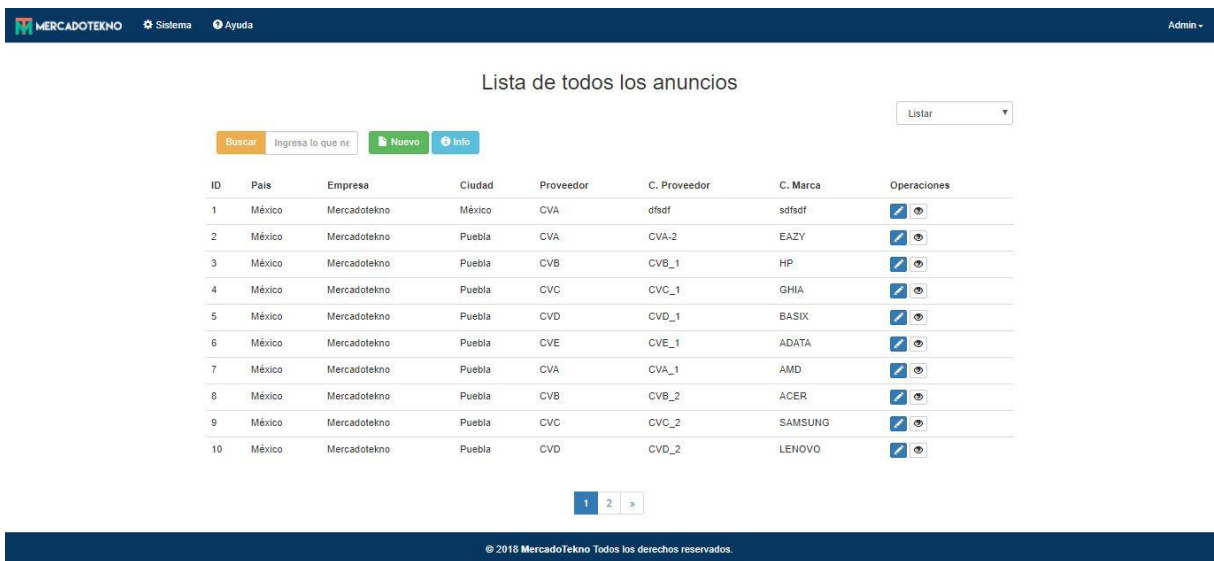 MERCADOTEKNO Sistema Ayuda Admin
Lista de todos los anuncios
Listar
Buscar Ingresa lo que ne Nuevo Info
ID País Empresa Ciudad Proveedor C. Proveedor C. Marca Operaciones
1 México Mercadotekno México CVA dfsdf sdfsdf
2 México Mercadotekno Puebla CVA CVA-2 EAZY
3 México Mercadotekno Puebla CVB CVB_1 HP
4 México Mercadotekno Puebla CVC CVC_1 GHIA
5 México Mercadotekno Puebla CVD CVD_1 BASIX
6 México Mercadotekno Puebla CVE CVE_1 ADATA
7 México Mercadotekno Puebla CVA CVA_1 AMD
8 México Mercadotekno Puebla CVB CVB_2 ACER
9 México Mercadotekno Puebla CVC CVC_2 SAMSUNG
10 México Mercadotekno Puebla CVD CVD_2 LENOVO
1 2 »
© 2018 MercadoTekno Todos los derechos reservados.